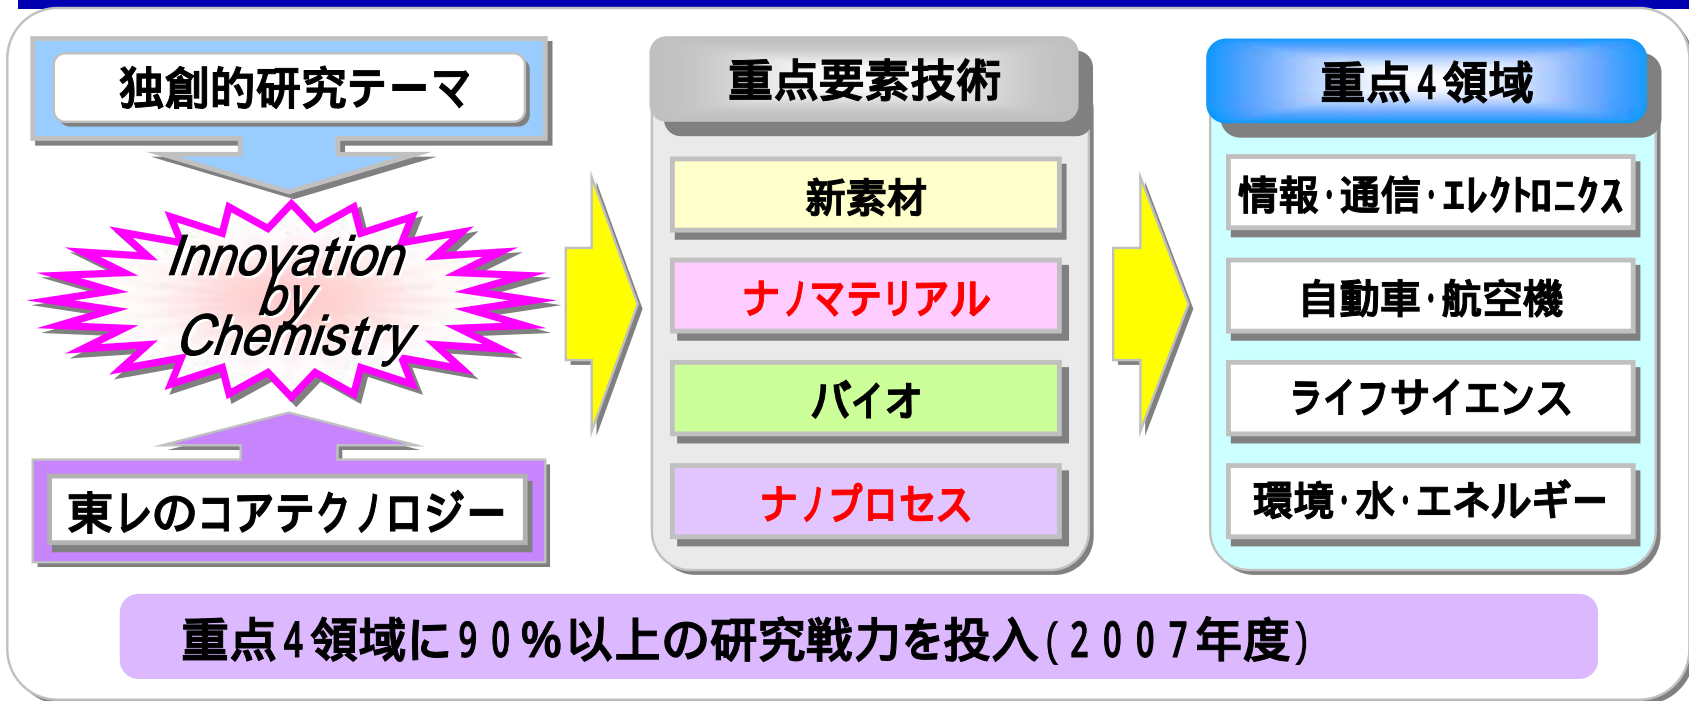 独創的研究テーマ
Innovation
by
Chemistry
東レのコアテクノロジー
重点要素技術
新素材
ナノマテリアル
バイオ
ナノプロセス
重点4領域
情報・通信・エレクトロニクス
自動車・航空機
ライフサイエンス
環境・水・エネルギー
重点4領域に90%以上の研究戦力を投入(2007年度)